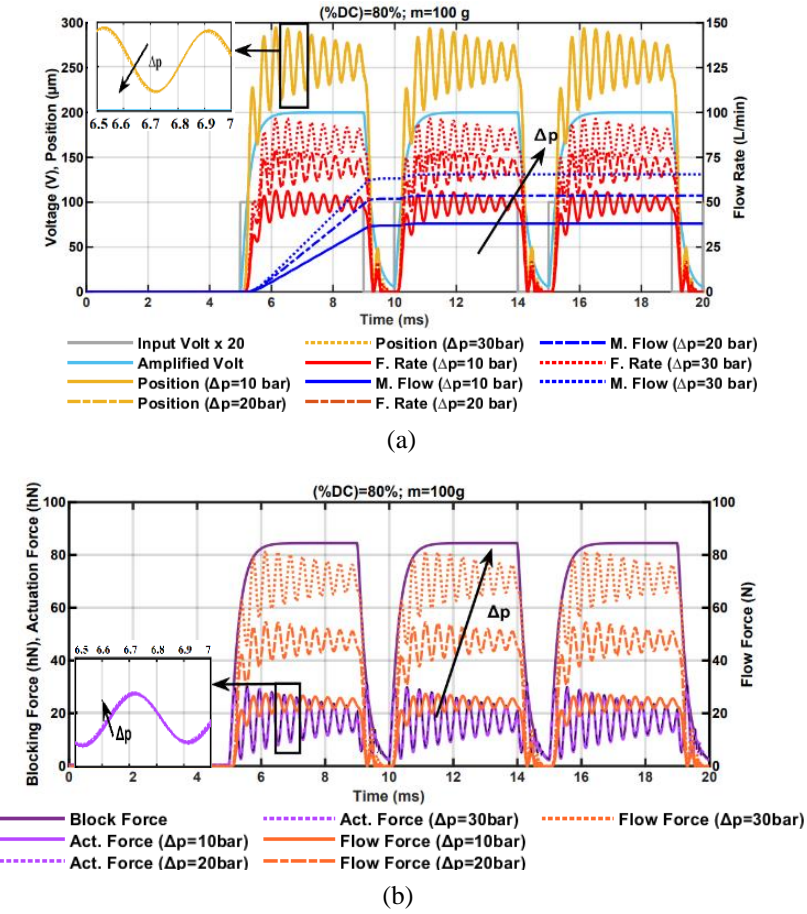 (%DC)=80%; m=100 g
300
250
200
150
100
50
0
Voltage (V), Position (μm)
150
125
100
75
50
25
0
Flow Rate (L/min)
Δp
6.5 6.6 6.7 6.8 6.9 7
Δp
0 2 4 6 8 10 12 14 16 18 20
Time (ms)
Input Volt x 20
Amplified Volt
Position (Δp=10 bar)
Position (Δp=20bar)
Position (Δp=30bar)
F. Rate (Δp=10 bar)
M. Flow (Δp=10 bar)
F. Rate (Δp=20 bar)
M. Flow (Δp=20 bar)
F. Rate (Δp=30 bar)
M. Flow (Δp=30 bar)
(a)
(%DC)=80%; m=100g
100
80
60
40
20
0
Blocking Force (hN), Actuation Force (hN)
100
80
60
40
20
0
Flow Force (N)
6.5 6.6 6.7 6.8 6.9 7
Δp
Δp
0 2 4 6 8 10 12 14 16 18 20
Time (ms)
Block Force
Act. Force (Δp=10bar)
Act. Force (Δp=20bar)
Act. Force (Δp=30bar)
Flow Force (Δp=10bar)
Flow Force (Δp=20bar)
Flow Force (Δp=30bar)
(b)